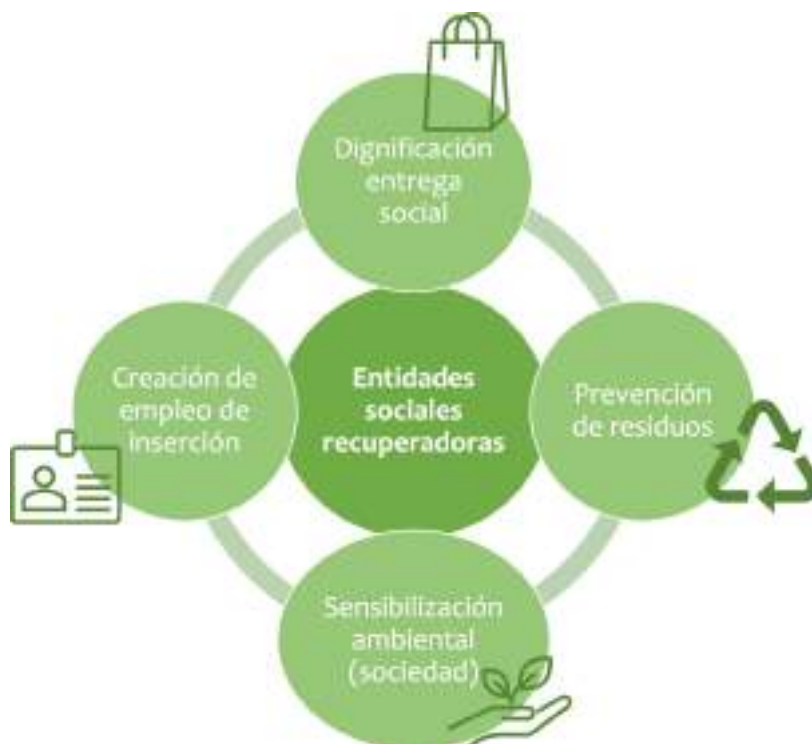 Dignificación
entrega
social
Creación de
empleo de
inserción
Entidades
sociales
recuperadoras
Prevención
de residuos
Sensibilización
ambiental
(sociedad)